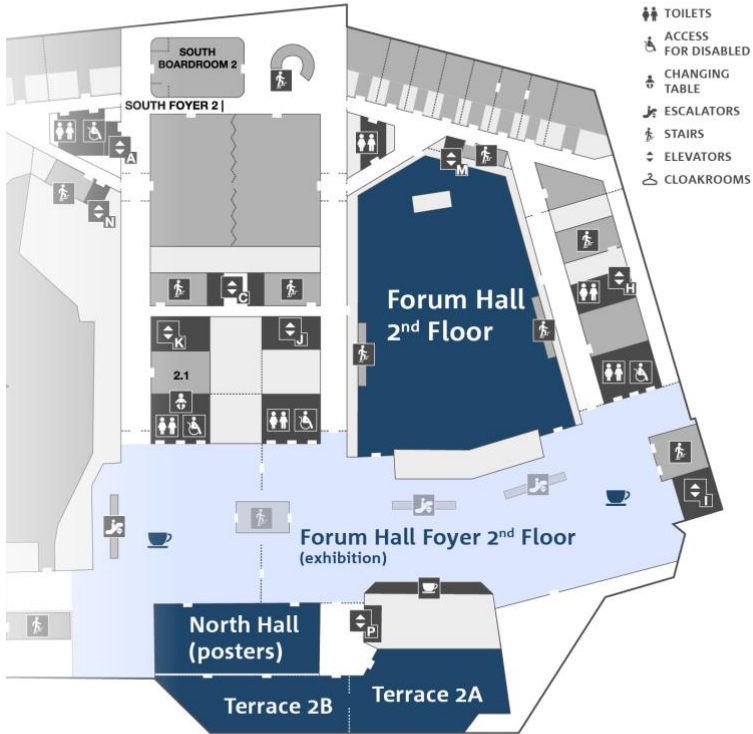 TOILETS
ACCESS
FOR DISABLED
CHANGING
TABLE
ESCALATORS
STAIRS
ELEVATORS
CLOAKROOMS
SOUTH
BOARDROOM 2
SOUTH FOYER 2 |
A
N
M
C
H
K
J
2.1
Forum Hall
2nd Floor
I
Forum Hall Foyer 2nd Floor
(exhibition)
North Hall
(posters)
P
Terrace 2B
Terrace 2A